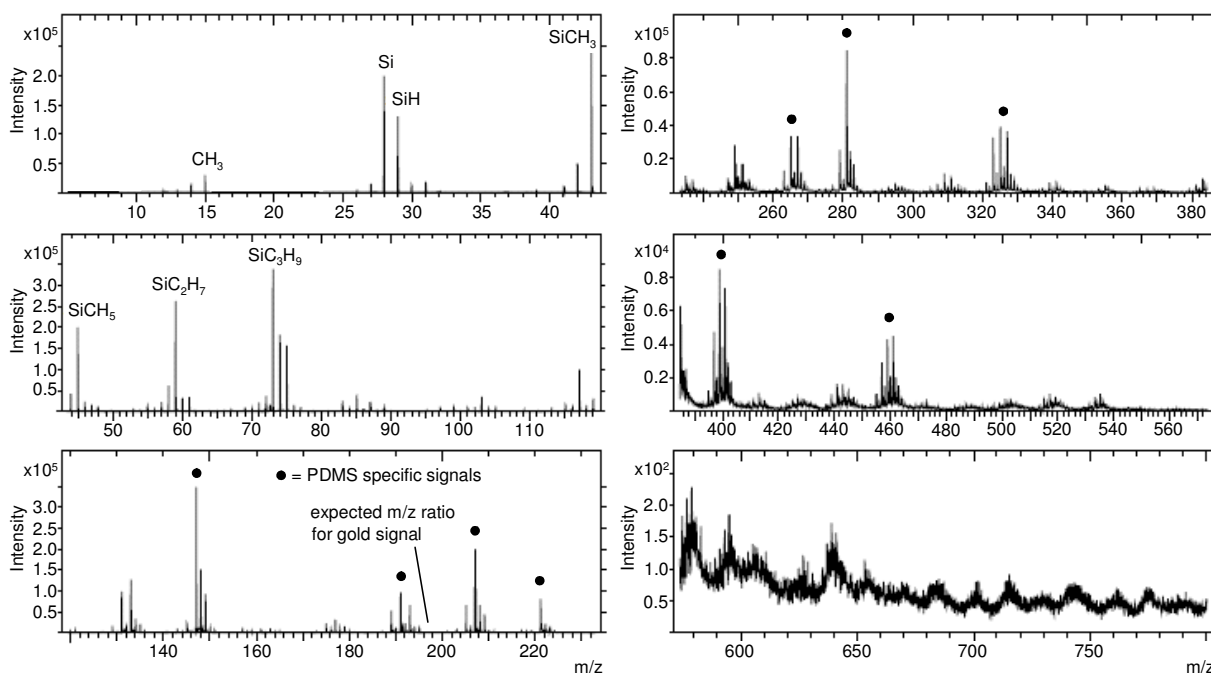 x10⁵
Intensity
2.0
1.5
1.0
0.5
CH₃
Si
SiH
SiCH₃
10 20 30 40
x10⁵
Intensity
0.8
0.6
0.4
0.2
260 280 300 320 340 360 380
x10⁵
Intensity
3.0
2.5
2.0
1.5
1.0
0.5
SiCH₅
SiC₂H₇
SiC₃H₉
50 60 70 80 90 100 110
x10⁴
Intensity
0.8
0.6
0.4
0.2
400 420 440 460 480 500 520 540 560
x10⁵
Intensity
3.0
2.5
2.0
1.5
1.0
0.5
● = PDMS specific signals
expected m/z ratio
for gold signal
140 160 180 200 220
m/z
x10²
Intensity
2.0
1.5
1.0
0.5
600 650 700 750
m/z